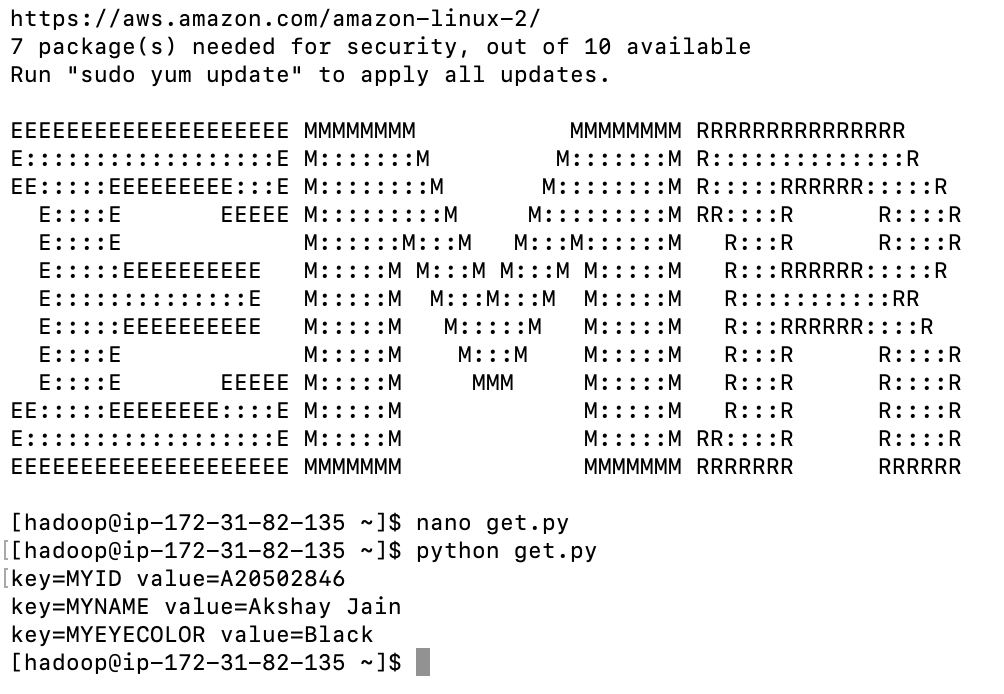 https://aws.amazon.com/amazon-linux-2/
7 package(s) needed for security, out of 10 available
Run "sudo yum update" to apply all updates.

EEEEEEEEEEEEEEEEEEEE MMMMMMMM           MMMMMMMM RRRRRRRRRRRRRRR
E::::::::::::::::::E M:::::::M         M:::::::M R::::::::::::::R
EE:::::EEEEEEEEE:::E M::::::::M       M::::::::M R:::::RRRRRR:::::R
  E::::E       EEEEE M:::::::::M     M:::::::::M RR::::R      R::::R
  E::::E             M::::::M:::M   M:::M::::::M   R:::R      R::::R
  E:::::EEEEEEEEEE   M:::::M M:::M M:::M M:::::M   R:::RRRRRR:::::R
  E::::::::::::::E   M:::::M  M:::M:::M  M:::::M   R:::::::::::RR
  E:::::EEEEEEEEEE   M:::::M   M:::::M   M:::::M   R:::RRRRRR::::R
  E::::E             M:::::M    M:::M    M:::::M   R:::R      R::::R
  E::::E       EEEEE M:::::M     MMM     M:::::M   R:::R      R::::R
EE:::::EEEEEEEE::::E M:::::M             M:::::M   R:::R      R::::R
E::::::::::::::::::E M:::::M             M:::::M RR::::R      R::::R
EEEEEEEEEEEEEEEEEEEE MMMMMMM             MMMMMMM RRRRRRR      RRRRRR

[hadoop@ip-172-31-82-135 ~]$ nano get.py
[[hadoop@ip-172-31-82-135 ~]$ python get.py
[key=MYID value=A20502846
key=MYNAME value=Akshay Jain
key=MYEYECOLOR value=Black
[hadoop@ip-172-31-82-135 ~]$